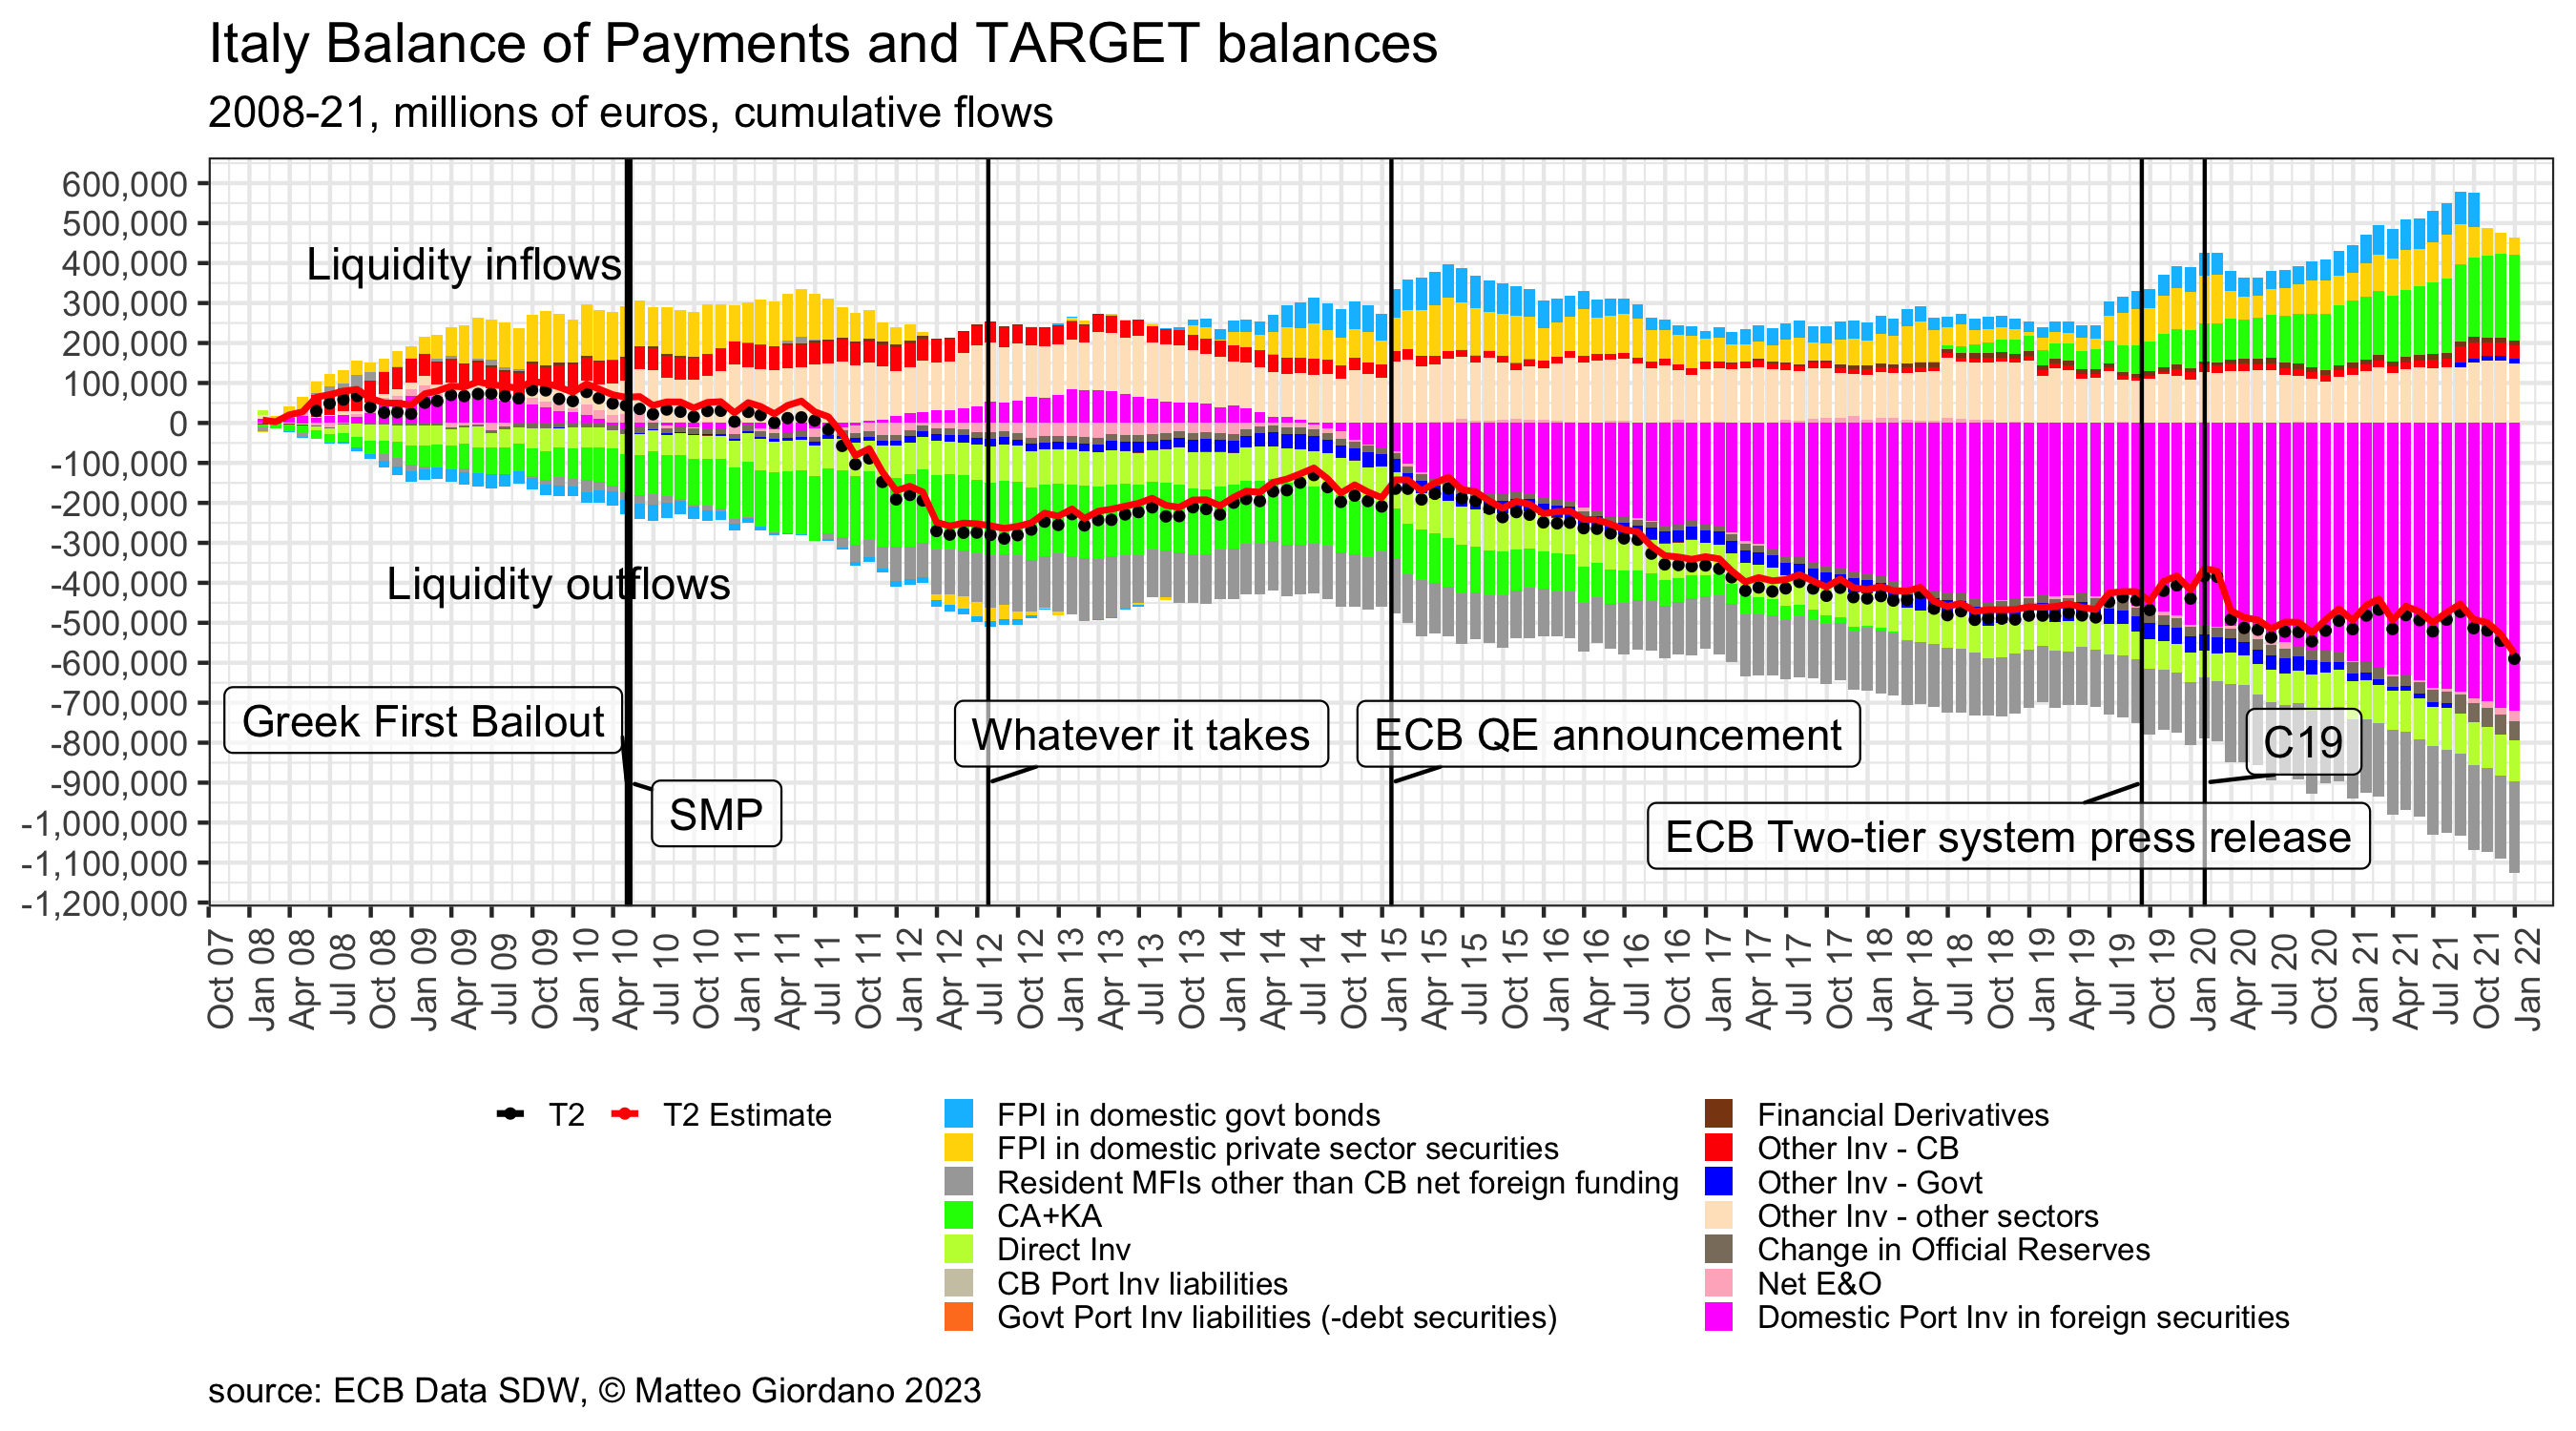 Italy Balance of Payments and TARGET balances
2008-21, millions of euros, cumulative flows
600,000
500,000
400,000
300,000
200,000
100,000
0
-100,000
-200,000
-300,000
-400,000
-500,000
-600,000
-700,000
-800,000
-900,000
-1,000,000
-1,100,000
-1,200,000
Liquidity inflows
Liquidity outflows
Greek First Bailout
SMP
Whatever it takes
ECB QE announcement
C19
ECB Two-tier system press release
Oct 07
Jan 08
Apr 08
Jul 08
Oct 08
Jan 09
Apr 09
Jul 09
Oct 09
Jan 10
Apr 10
Jul 10
Oct 10
Jan 11
Apr 11
Jul 11
Oct 11
Jan 12
Apr 12
Jul 12
Oct 12
Jan 13
Apr 13
Jul 13
Oct 13
Jan 14
Apr 14
Jul 14
Oct 14
Jan 15
Apr 15
Jul 15
Oct 15
Jan 16
Apr 16
Jul 16
Oct 16
Jan 17
Apr 17
Jul 17
Oct 17
Jan 18
Apr 18
Jul 18
Oct 18
Jan 19
Apr 19
Jul 19
Oct 19
Jan 20
Apr 20
Jul 20
Oct 20
Jan 21
Apr 21
Jul 21
Oct 21
Jan 22
T2
T2 Estimate
FPI in domestic govt bonds
FPI in domestic private sector securities
Resident MFIs other than CB net foreign funding
CA+KA
Direct Inv
CB Port Inv liabilities
Govt Port Inv liabilities (-debt securities)
Financial Derivatives
Other Inv - CB
Other Inv - Govt
Other Inv - other sectors
Change in Official Reserves
Net E&O
Domestic Port Inv in foreign securities
source: ECB Data SDW, © Matteo Giordano 2023